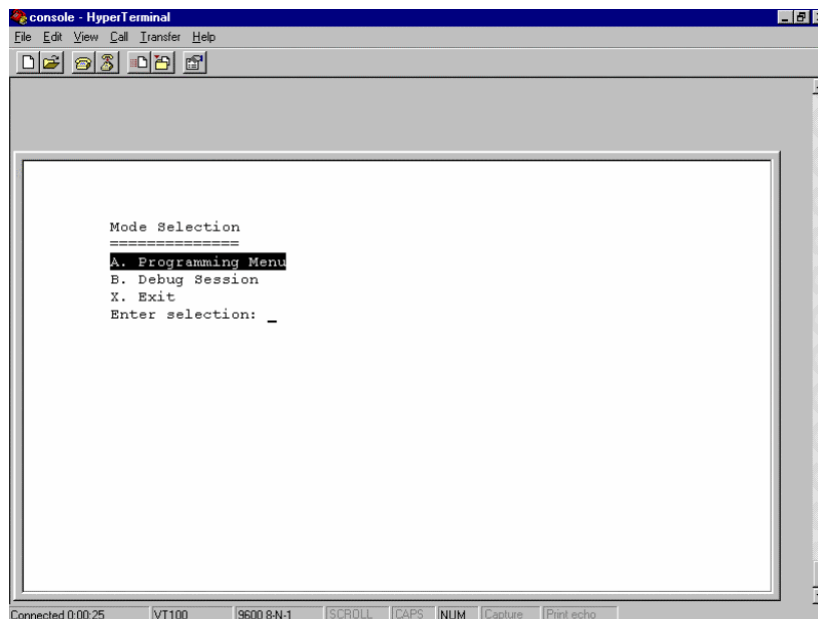 console - HyperTerminal
File Edit View Call Transfer Help
Mode Selection
==============
A. Programming Menu
B. Debug Session
X. Exit
Enter selection: _
Connected 0:00:25 VT100 9600 8-N-1 SCROLL CAPS NUM Capture Print echo